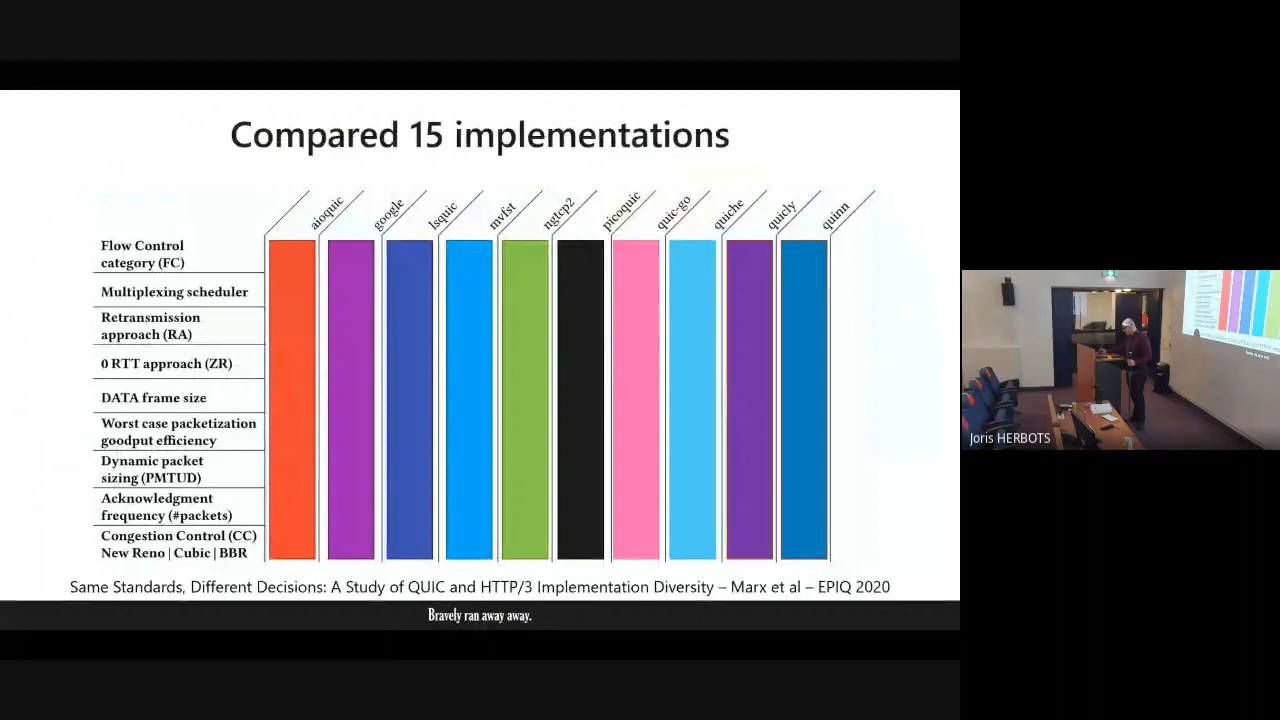 Compared 15 implementations
aioquic
google
lsquic
mvfst
ngtcp2
picoquic
quic-go
quiche
quicly
quinn
Flow Control
category (FC)
Multiplexing scheduler
Retransmission
approach (RA)
0 RTT approach (ZR)
DATA frame size
Worst case packetization
goodput efficiency
Dynamic packet
sizing (PMTUD)
Acknowledgment
frequency (#packets)
Congestion Control (CC)
New Reno | Cubic | BBR
Same Standards, Different Decisions: A Study of QUIC and HTTP/3 Implementation Diversity – Marx et al – EPIQ 2020
Bravely ran away away.
Joris HERBOTS